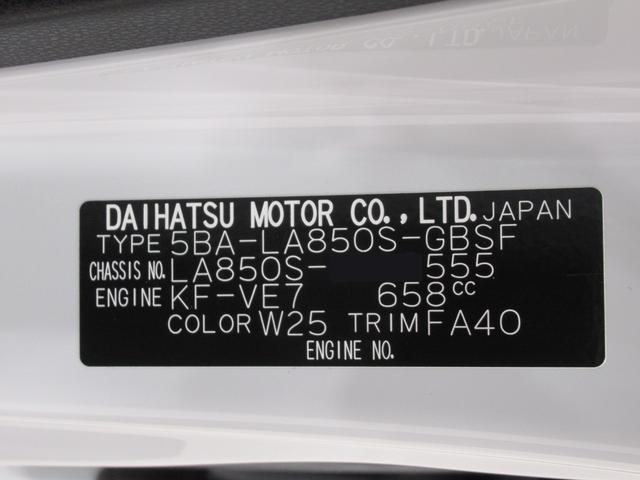 DAIHATSU MOTOR CO.,LTD. JAPAN
TYPE 5BA-LA850S-GBSF
CHASSIS NO. LA850S- 555
ENGINE KF-VE7 658cc
COLOR W25 TRIM FA40
ENGINE NO.